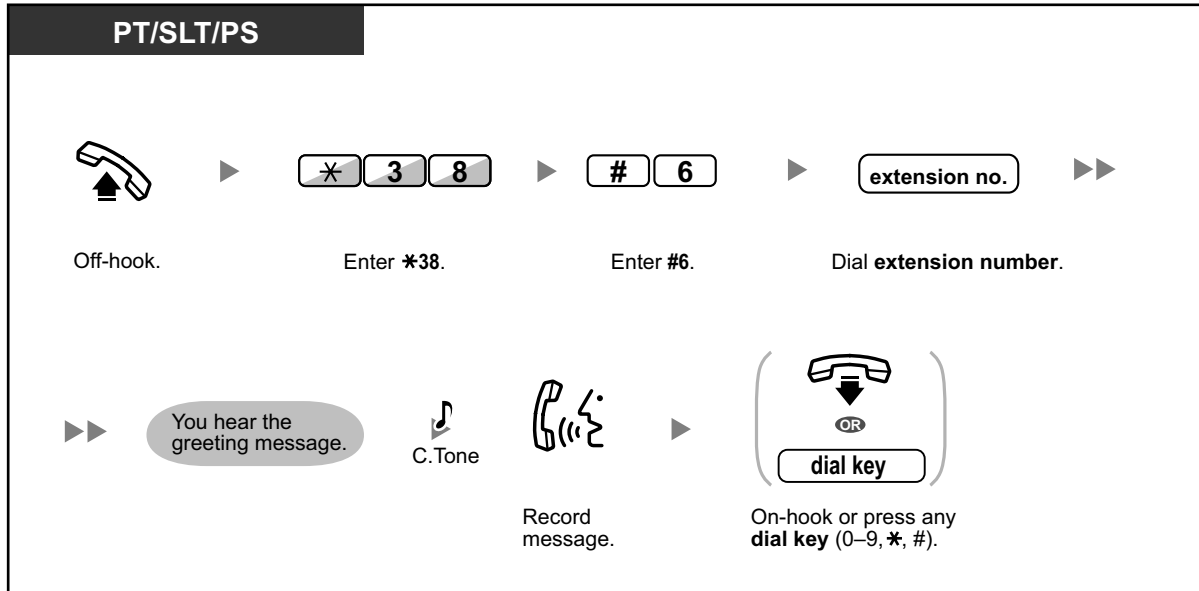 PT/SLT/PS
* 3 8
# 6
extension no.
Off-hook.
Enter *38.
Enter #6.
Dial extension number.
You hear the
greeting message.
C.Tone
OR
dial key
Record
message.
On-hook or press any
dial key (0–9, *, #).